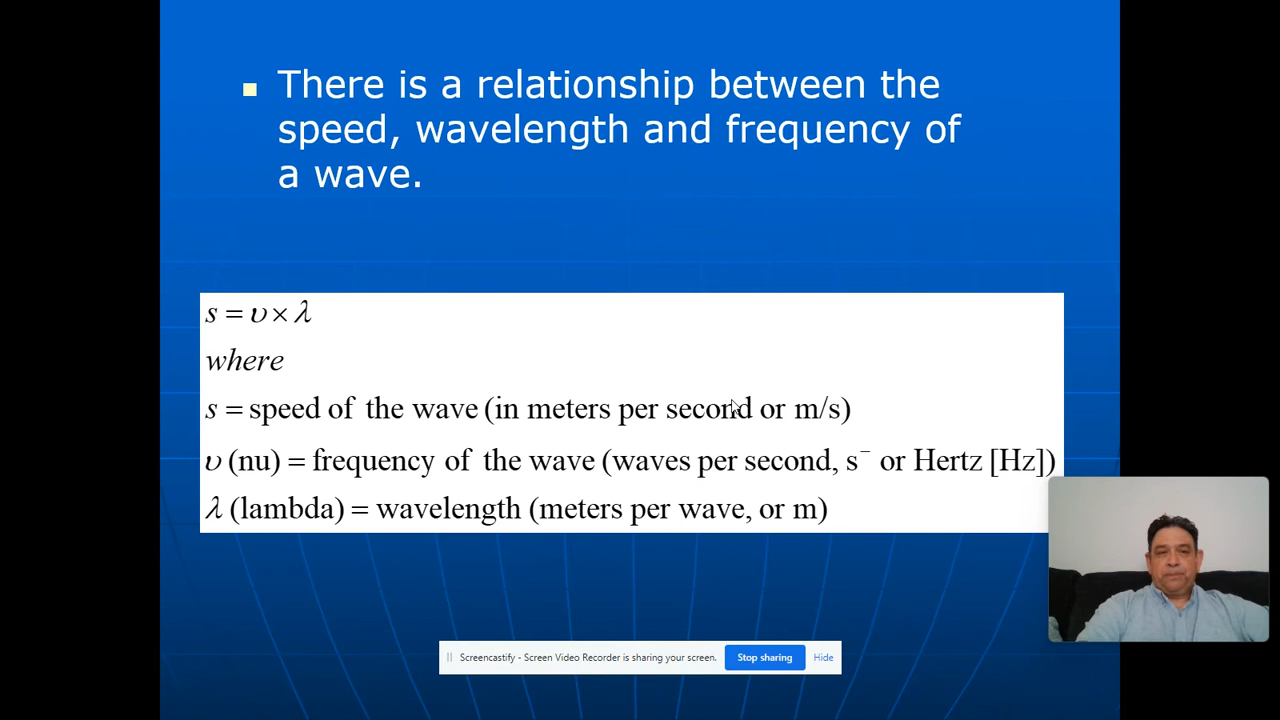 There is a relationship between the
speed, wavelength and frequency of
a wave.
s = υ × λ
where
s = speed of the wave (in meters per second or m/s)
υ (nu) = frequency of the wave (waves per second, s⁻ or Hertz [Hz])
λ (lambda) = wavelength (meters per wave, or m)
Screencastify - Screen Video Recorder is sharing your screen. Stop sharing Hide